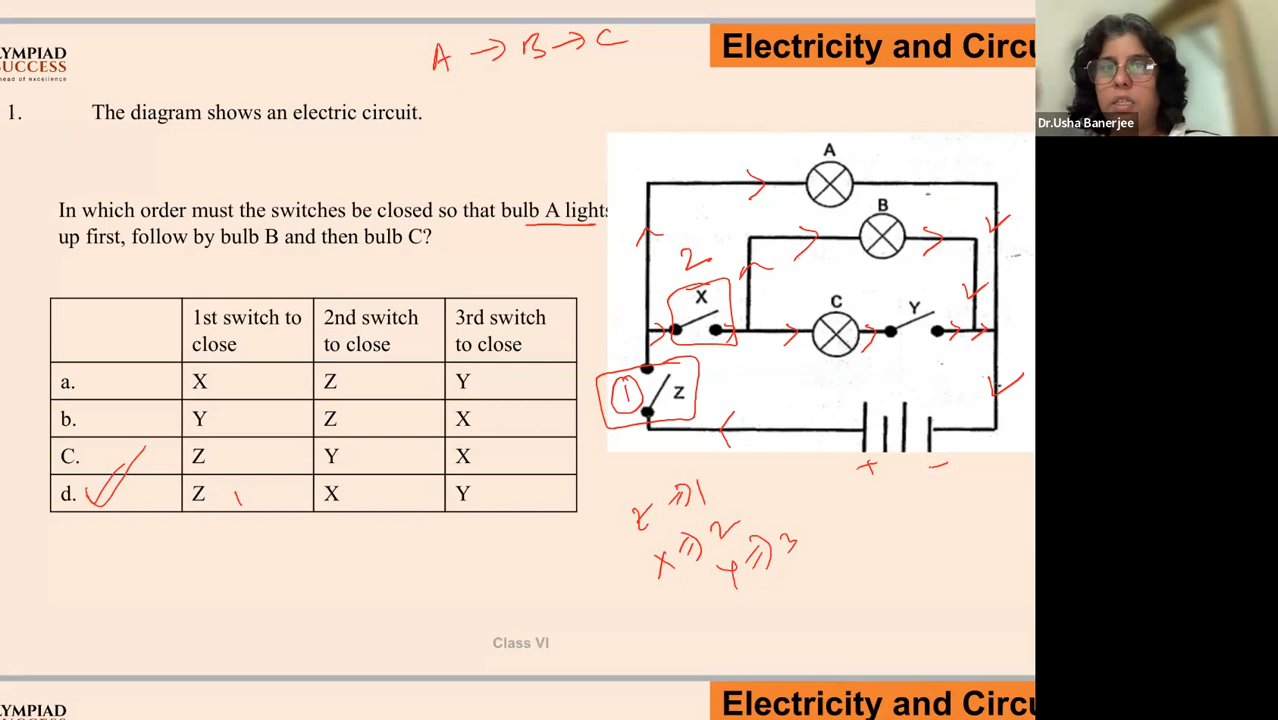 LYMPIAD
SUCCESS
head of excellence
A → B → C
Electricity and Circu
Dr.Usha Banerjee
1. The diagram shows an electric circuit.
In which order must the switches be closed so that bulb A lights
up first, follow by bulb B and then bulb C?
1st switch to close 2nd switch to close 3rd switch to close
a. X Z Y
b. Y Z X
C. Z Y X
d. Z X Y
1
A
B
2
X
C
Y
1
Z
+ −
Z ⇒ 1
X ⇒ 2
Y ⇒ 3
Class VI
LYMPIAD
SUCCESS
Electricity and Circu